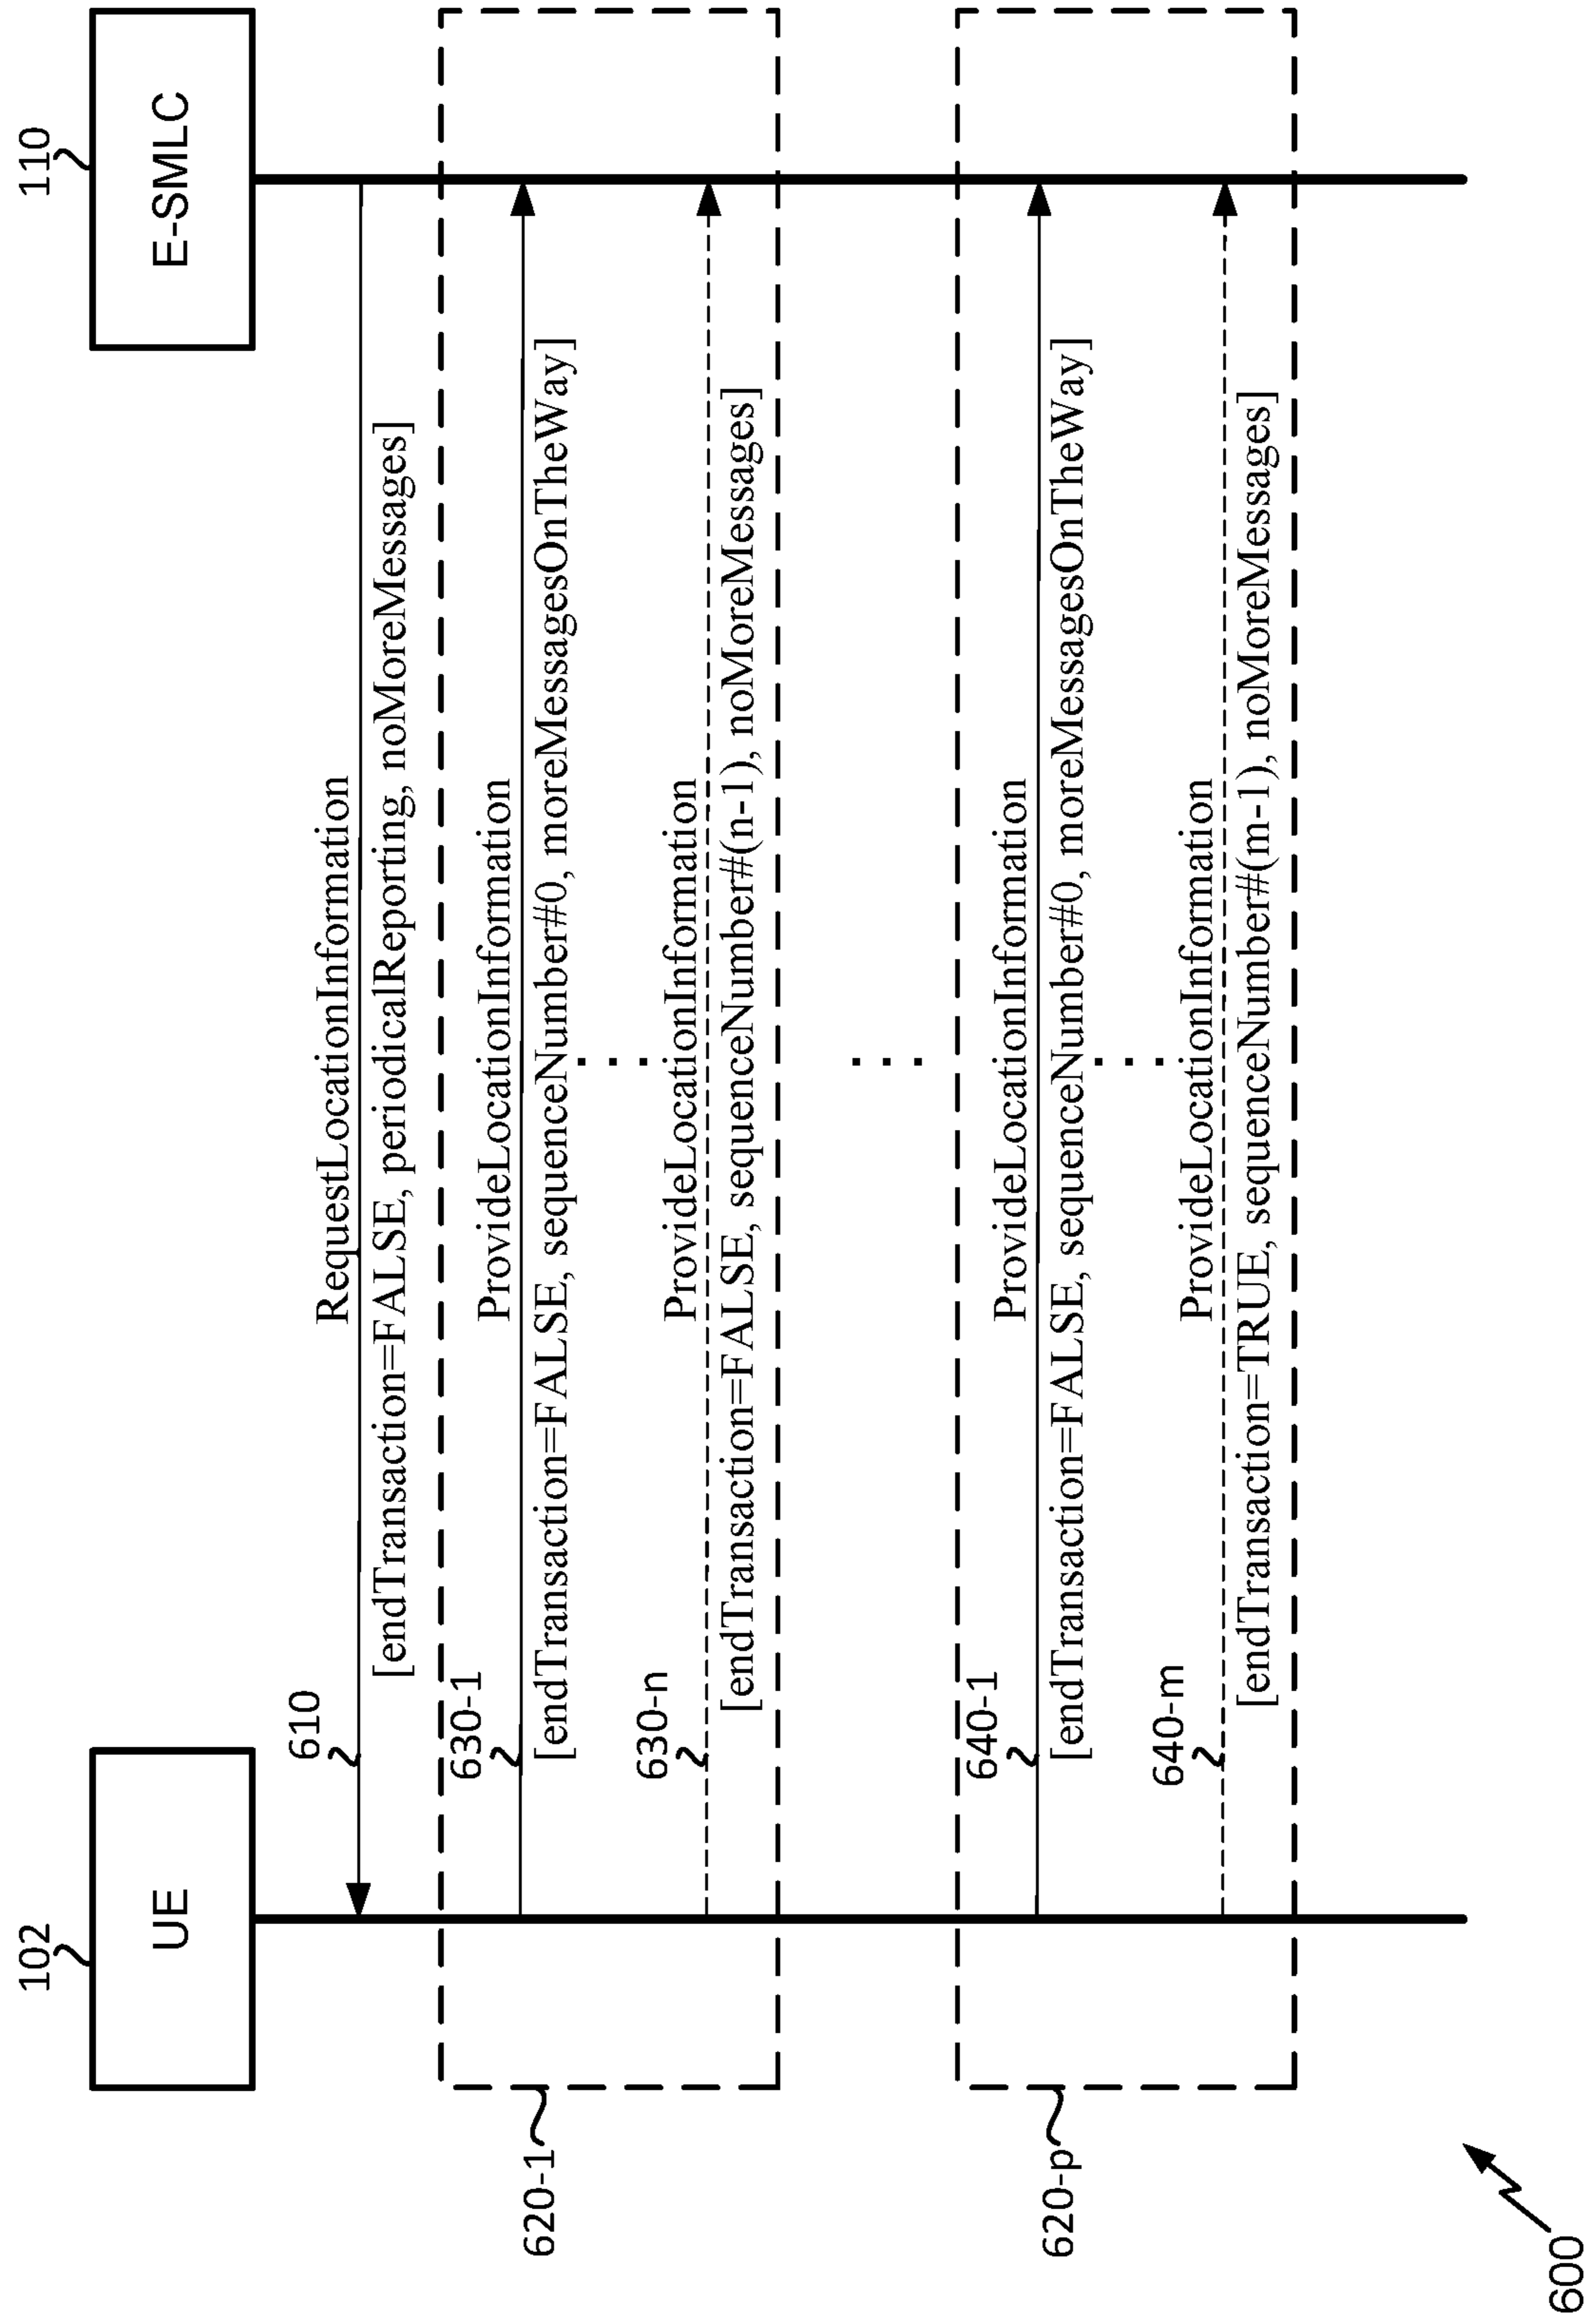 102
110
UE
E-SMLC
610
RequestLocationInformation
[endTransaction=FALSE, periodicalReporting, noMoreMessages]
620-1
630-1
ProvideLocationInformation
[endTransaction=FALSE, sequenceNumber#0, moreMessagesOnTheWay]
...
630-n
ProvideLocationInformation
[endTransaction=FALSE, sequenceNumber#(n-1), noMoreMessages]
...
620-p
640-1
ProvideLocationInformation
[endTransaction=FALSE, sequenceNumber#0, moreMessagesOnTheWay]
...
640-m
ProvideLocationInformation
[endTransaction=TRUE, sequenceNumber#(m-1), noMoreMessages]
600